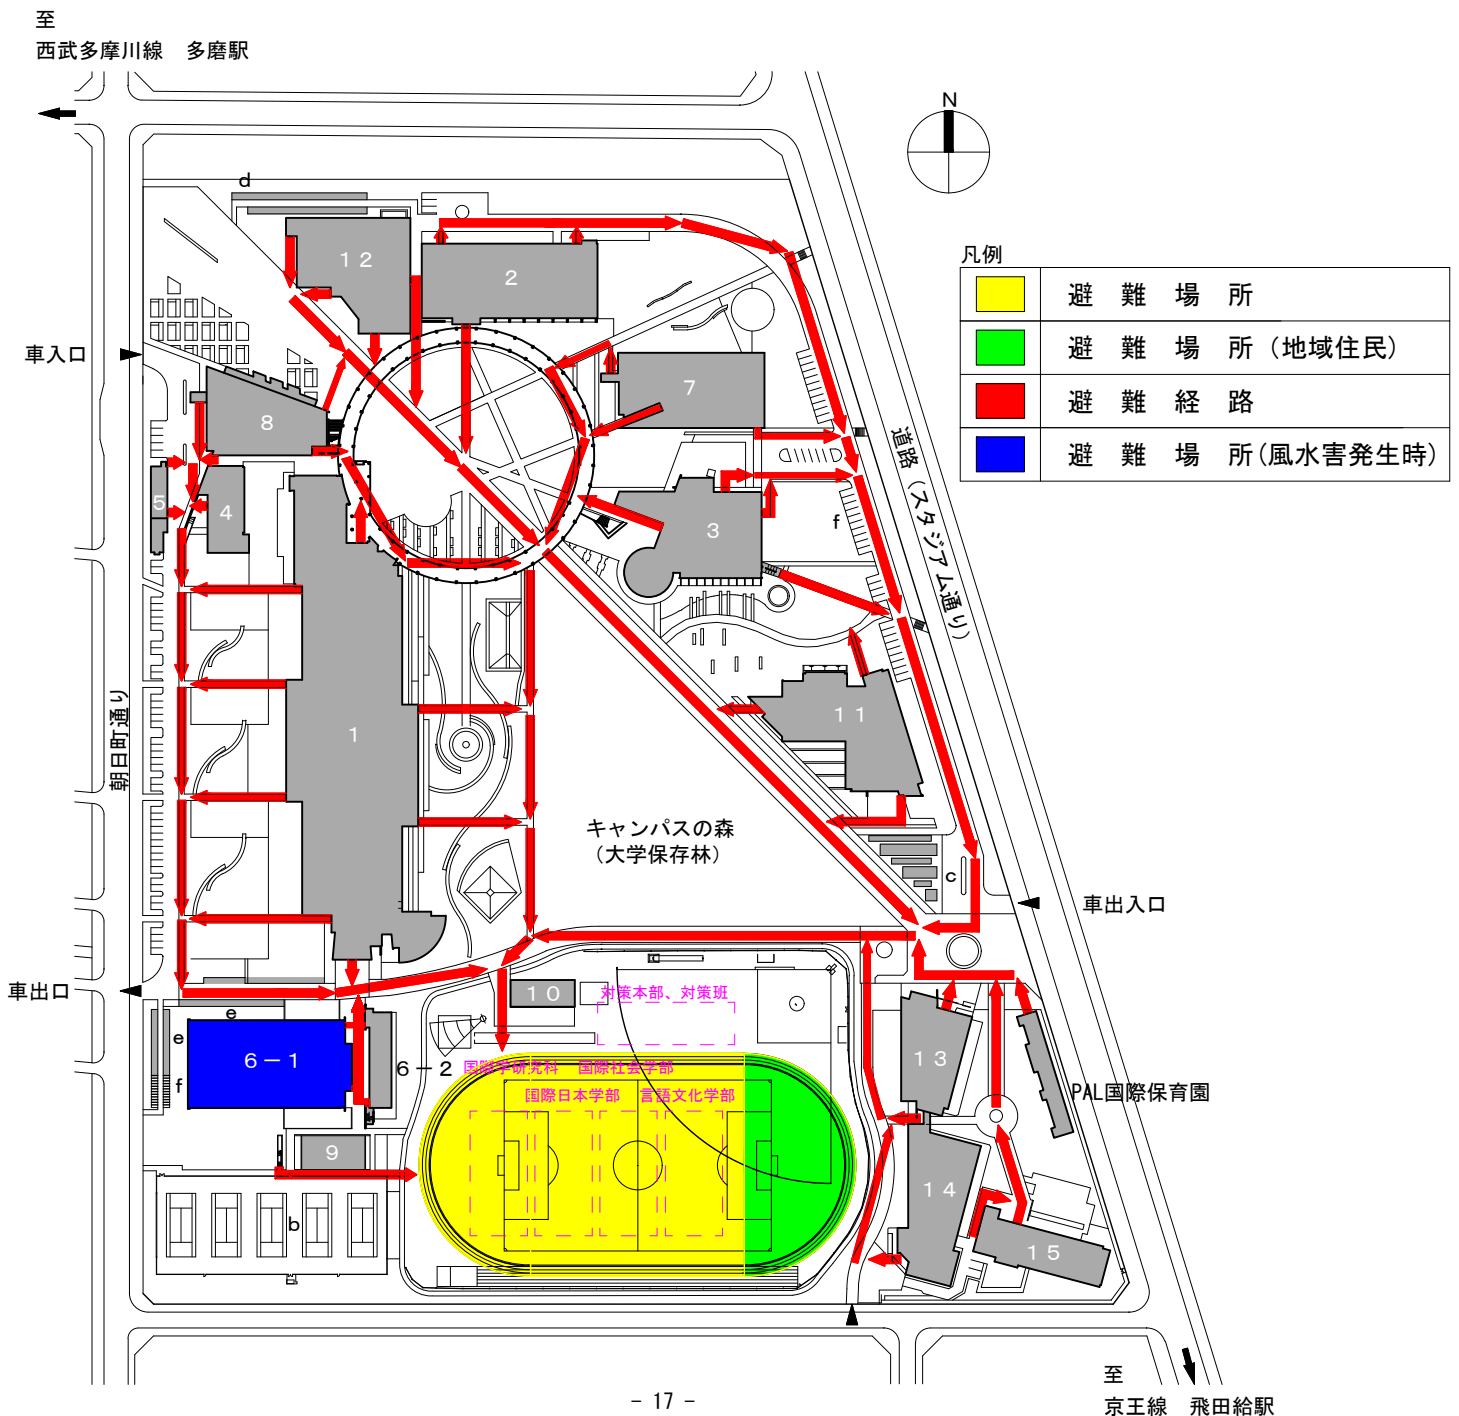 至
西武多摩川線　多磨駅
N
凡例
避難場所
避難場所（地域住民）
避難経路
避難場所(風水害発生時)
d
12
2
車入口
7
8
道路（スタジアム通り）
5
4
3
f
朝日町通り
1
11
キャンパスの森
（大学保存林）
c
車出入口
車出口
10
対策本部、対策班
e
e
6－1
f
6－2
国際学研究科　国際社会学部
国際日本学部　言語文化学部
13
PAL国際保育園
9
14
b
15
至
京王線　飛田給駅
- 17 -